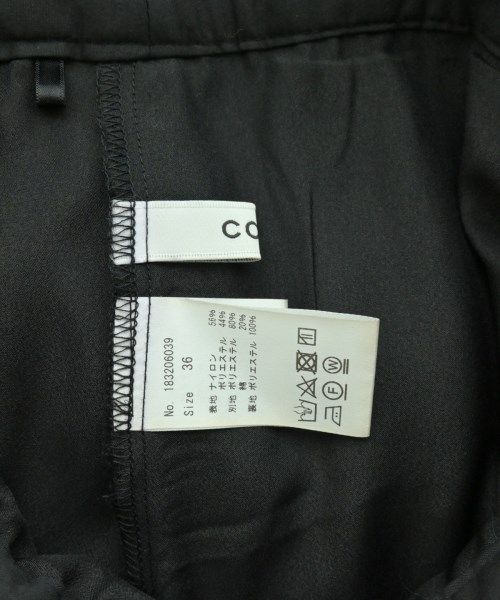 CO
No. 183206039
Size 36
表地 ナイロン 56%
ポリエステル 44%
別地 ポリエステル 80%
綿 20%
裏地 ポリエステル 100%
F W